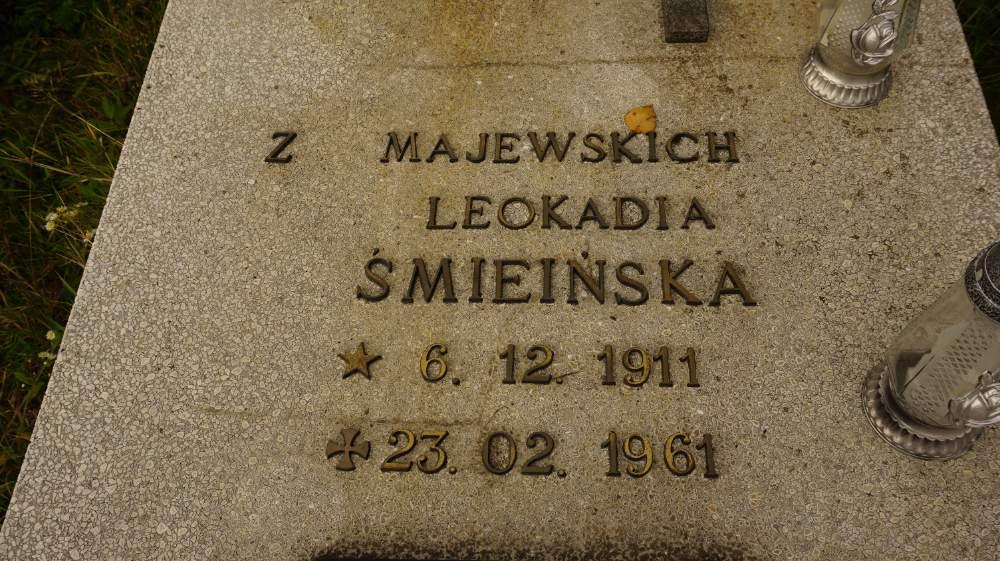 Z MAJEWSKICH
LEOKADIA
ŚMIEIŃSKA
6. 12. 1911
23. 02. 1961